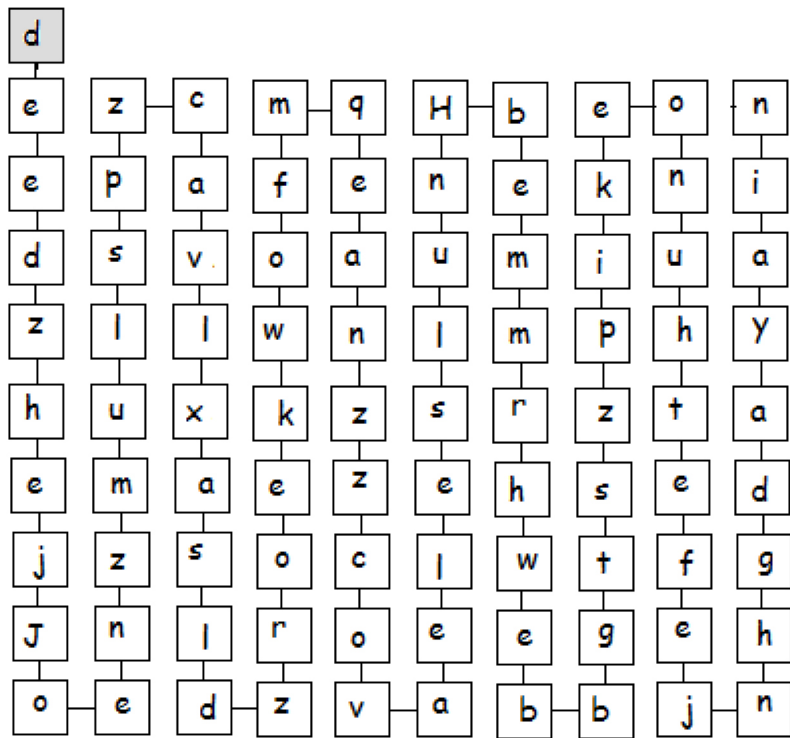 d
e z c m q H b e o n
e p a f e n e k n i
d s v o a u m i u a
z l l w n l m p h y
h u x k z s r z t a
e m a e z e h s e d
j z s o c l w t f g
J n l r o e e g e h
o e d z v a b b j n